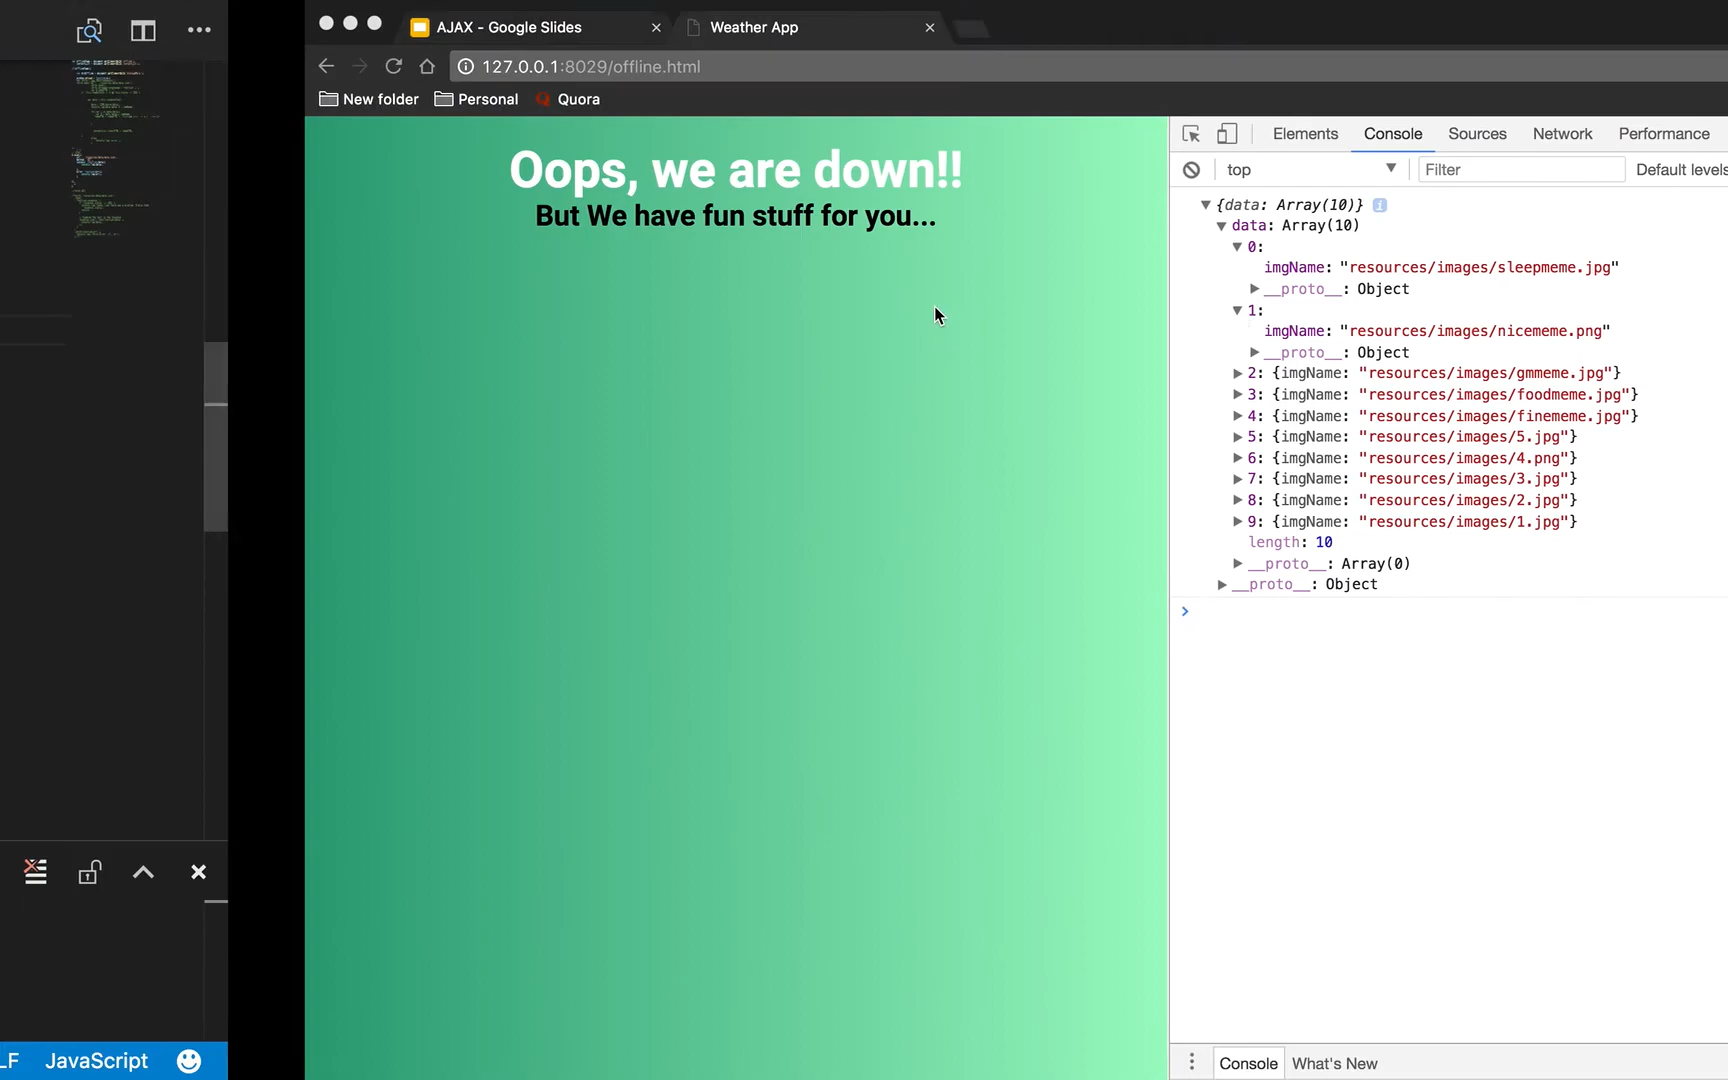 AJAX - Google Slides
Weather App
127.0.0.1:8029/offline.html
New folder Personal Quora
Oops, we are down!!
But We have fun stuff for you...
Elements Console Sources Network Performance
top Filter Default levels
{data: Array(10)}
data: Array(10)
0:
imgName: "resources/images/sleepmeme.jpg"
__proto__: Object
1:
imgName: "resources/images/nicememe.png"
__proto__: Object
2: {imgName: "resources/images/gmmeme.jpg"}
3: {imgName: "resources/images/foodmeme.jpg"}
4: {imgName: "resources/images/finememe.jpg"}
5: {imgName: "resources/images/5.jpg"}
6: {imgName: "resources/images/4.png"}
7: {imgName: "resources/images/3.jpg"}
8: {imgName: "resources/images/2.jpg"}
9: {imgName: "resources/images/1.jpg"}
length: 10
__proto__: Array(0)
__proto__: Object
Console What's New
LF JavaScript